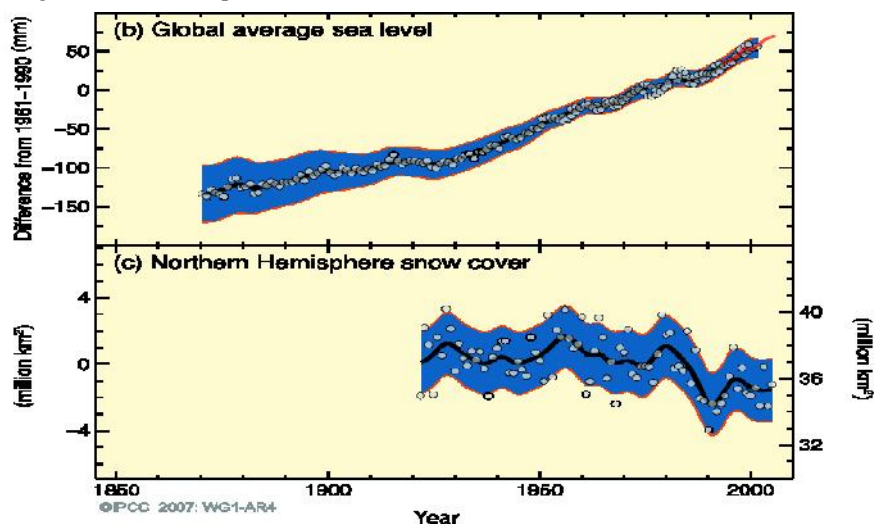 (b) Global average sea level
Difference from 1961-1990 (mm)
50
0
-50
-100
-150
(c) Northern Hemisphere snow cover
(million km²)
4
0
-4
40
36
32
(million km²)
1850
1900
1950
2000
©IPCC 2007: WG1-AR4
Year